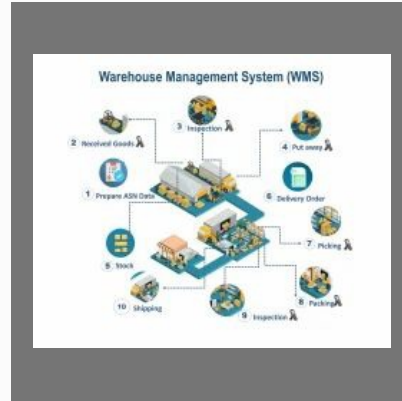 Warehouse Management System (WMS)
3 Inspection
2 Received Goods
4 Put away
1 Prepare ASN Data
6 Delivery Order
7 Picking
5 Stock
8 Packing
10 Shipping
9 Inspection